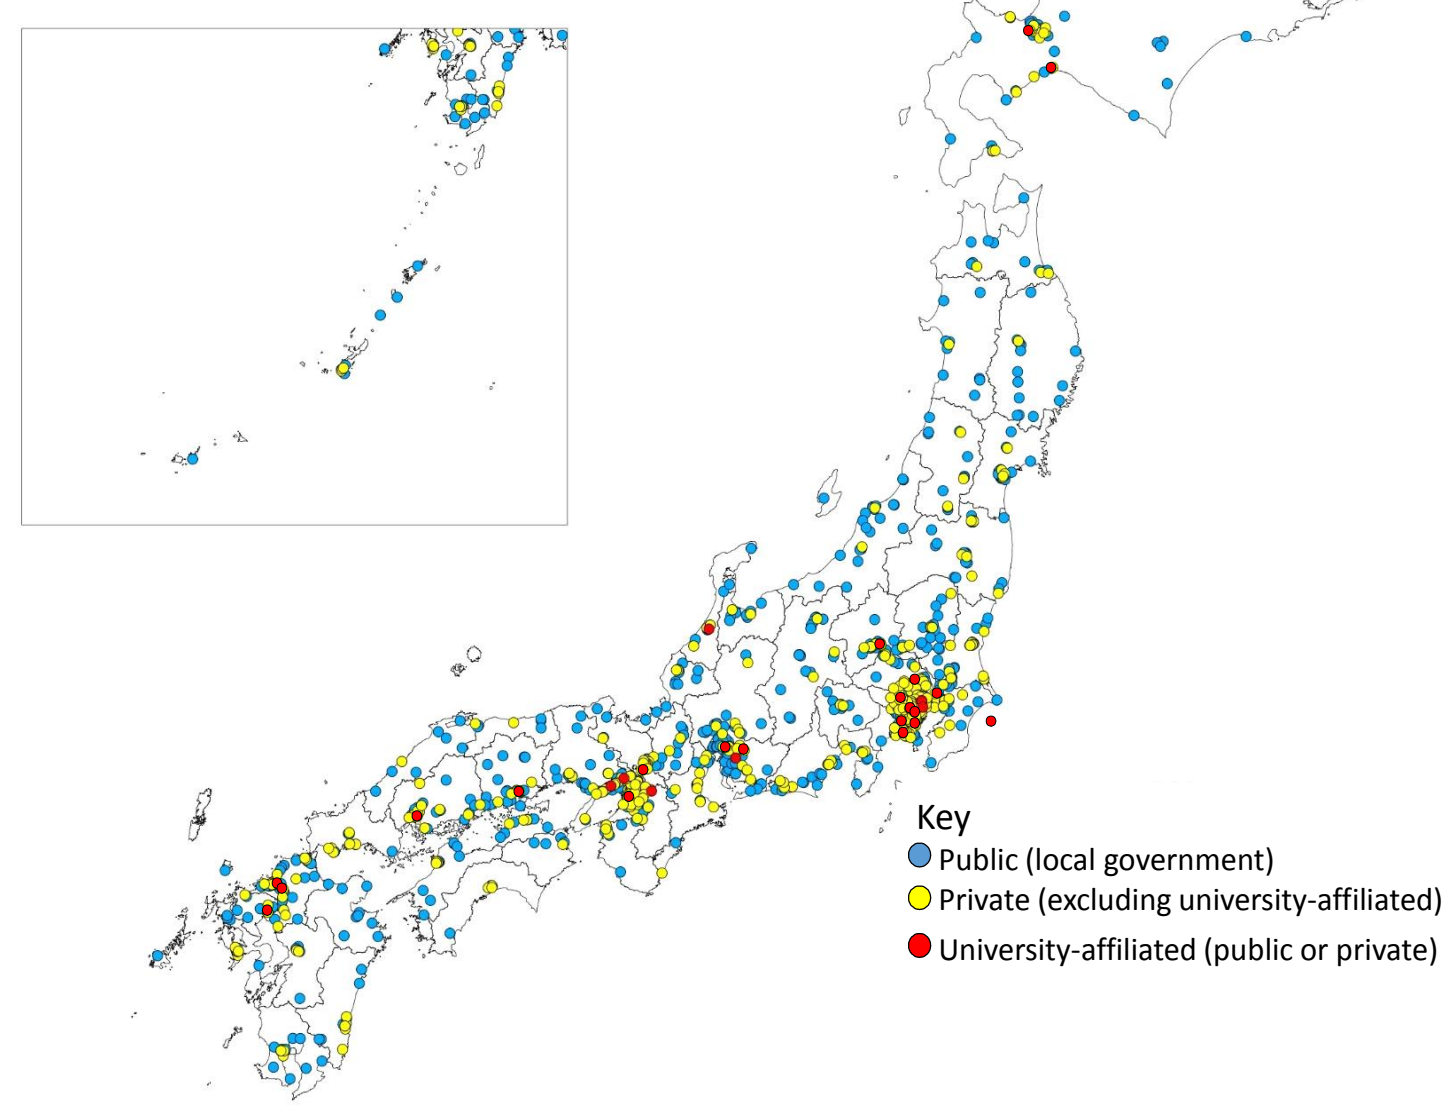 Key
Public (local government)
Private (excluding university-affiliated)
University-affiliated (public or private)